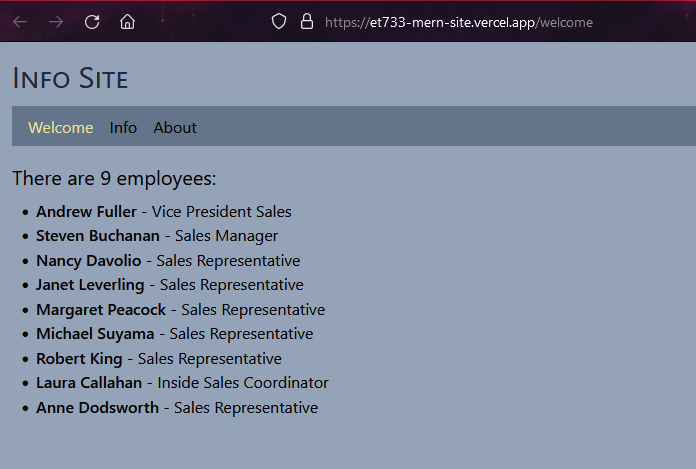 https://et733-mern-site.vercel.app/welcome
Info Site
Welcome Info About
There are 9 employees:
• Andrew Fuller - Vice President Sales
• Steven Buchanan - Sales Manager
• Nancy Davolio - Sales Representative
• Janet Leverling - Sales Representative
• Margaret Peacock - Sales Representative
• Michael Suyama - Sales Representative
• Robert King - Sales Representative
• Laura Callahan - Inside Sales Coordinator
• Anne Dodsworth - Sales Representative